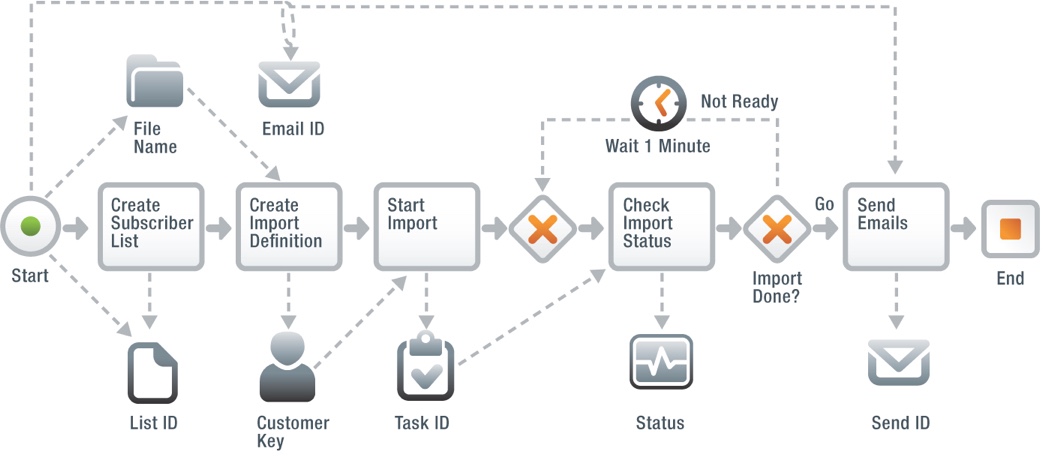 File
Name
Email ID
Not Ready
Wait 1 Minute
Start
Create
Subscriber
List
Create
Import
Definition
Start
Import
Check
Import
Status
Import
Done?
Go
Send
Emails
End
List ID
Customer
Key
Task ID
Status
Send ID